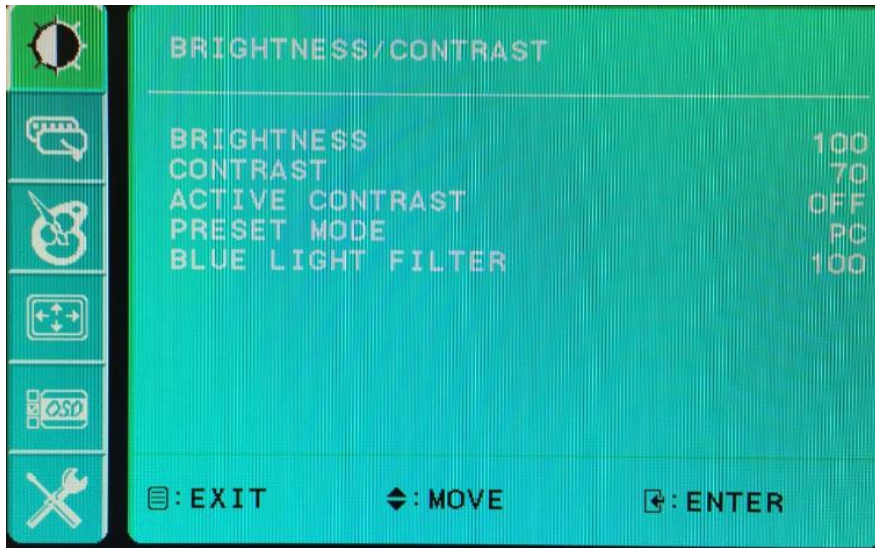 BRIGHTNESS/CONTRAST
BRIGHTNESS 100
CONTRAST 70
ACTIVE CONTRAST OFF
PRESET MODE PC
BLUE LIGHT FILTER 100
OSD
:EXIT :MOVE :ENTER